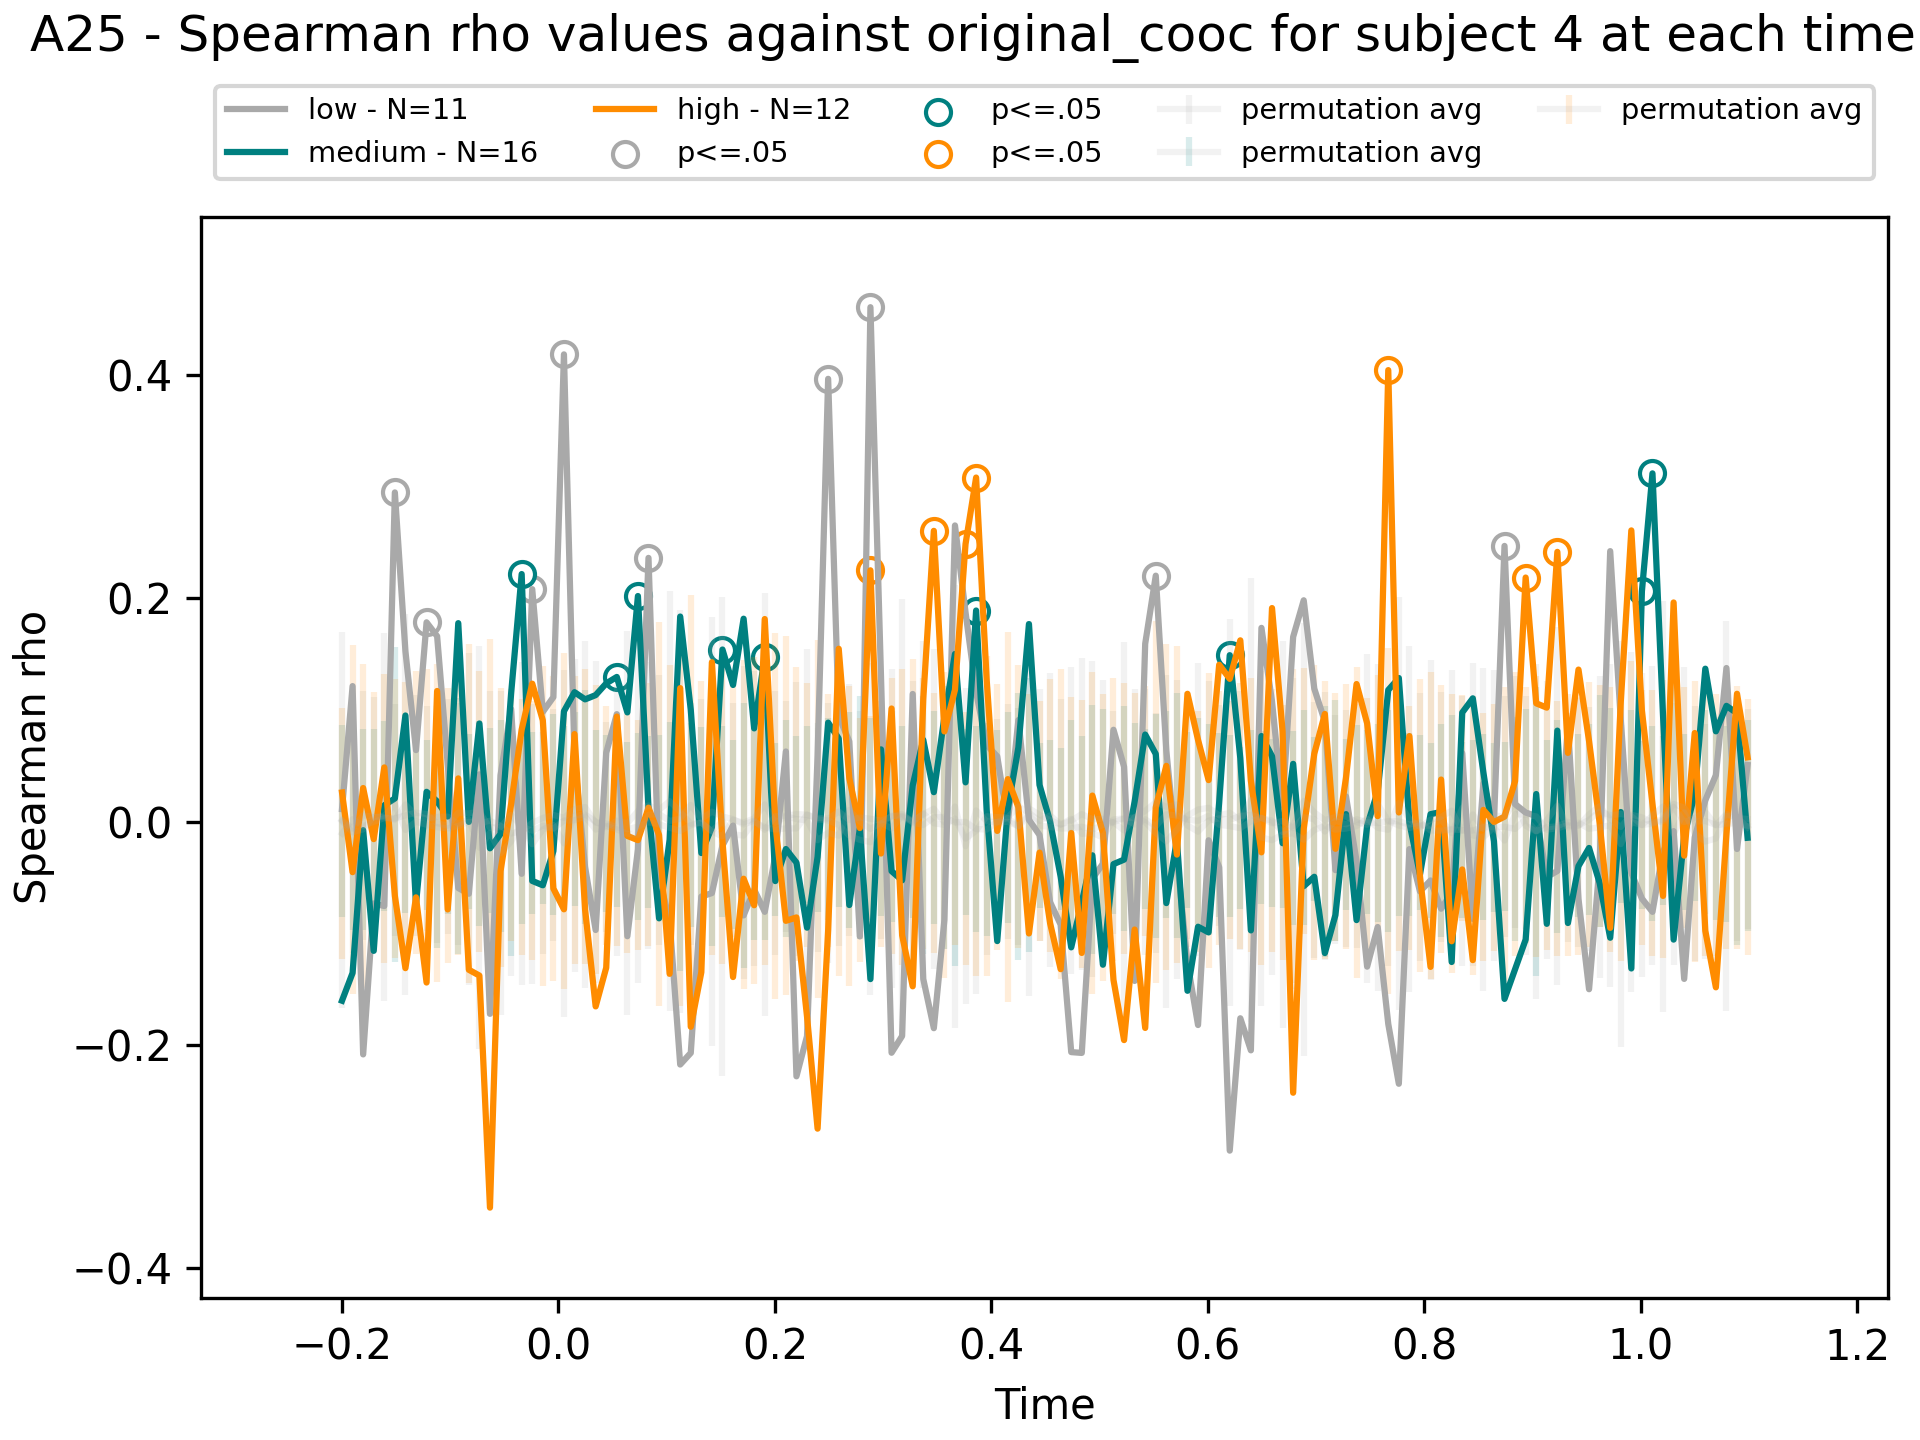 A25 - Spearman rho values against original_cooc for subject 4 at each time
low - N=11
medium - N=16
high - N=12
p<=.05
p<=.05
p<=.05
permutation avg
permutation avg
permutation avg
Spearman rho
0.4
0.2
0.0
−0.2
−0.4
−0.2
0.0
0.2
0.4
0.6
0.8
1.0
1.2
Time